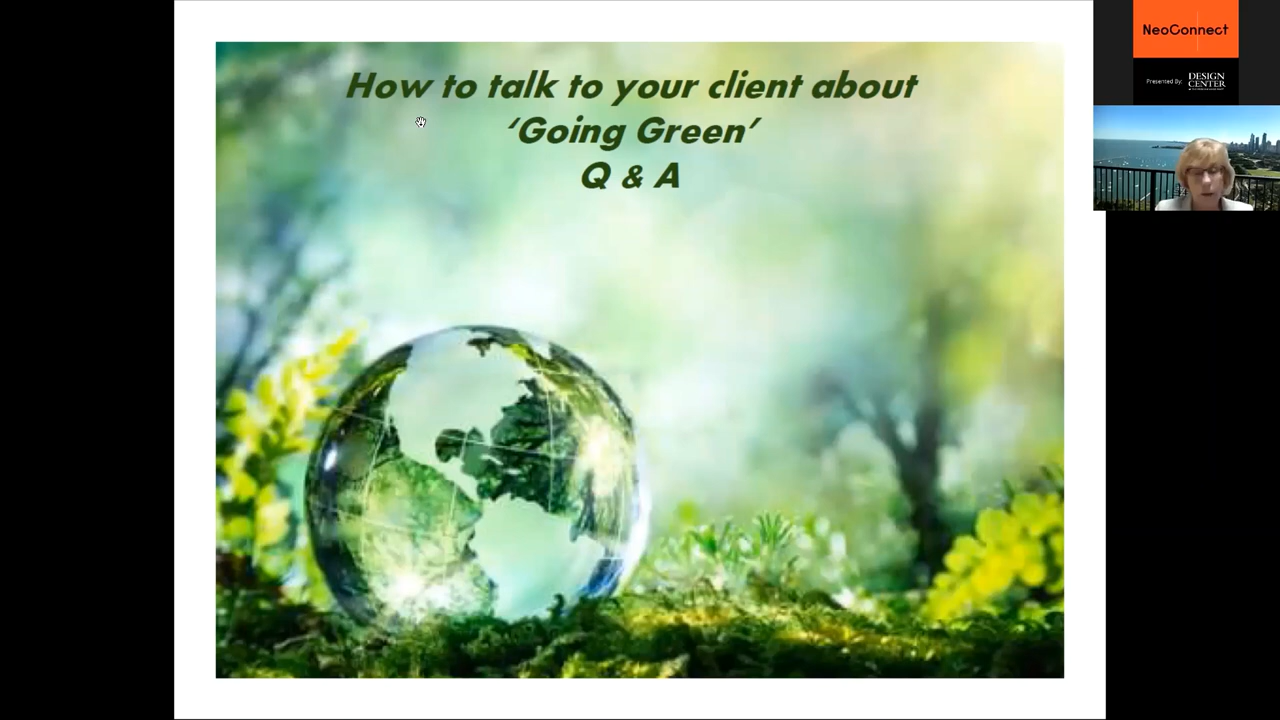 How to talk to your client about
‘Going Green’
Q & A
NeoConnect
Presented By:
DESIGN
CENTER